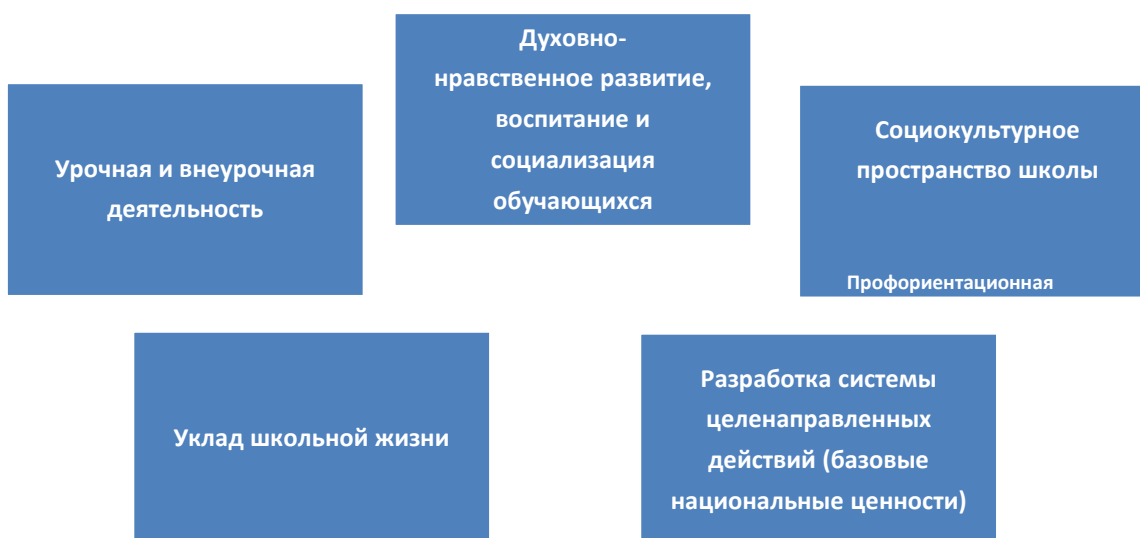 Духовно-
нравственное развитие,
воспитание и
социализация
обучающихся
Урочная и внеурочная
деятельность
Социокультурное
пространство школы
Профориентационная
Уклад школьной жизни
Разработка системы
целенаправленных
действий (базовые
национальные ценности)